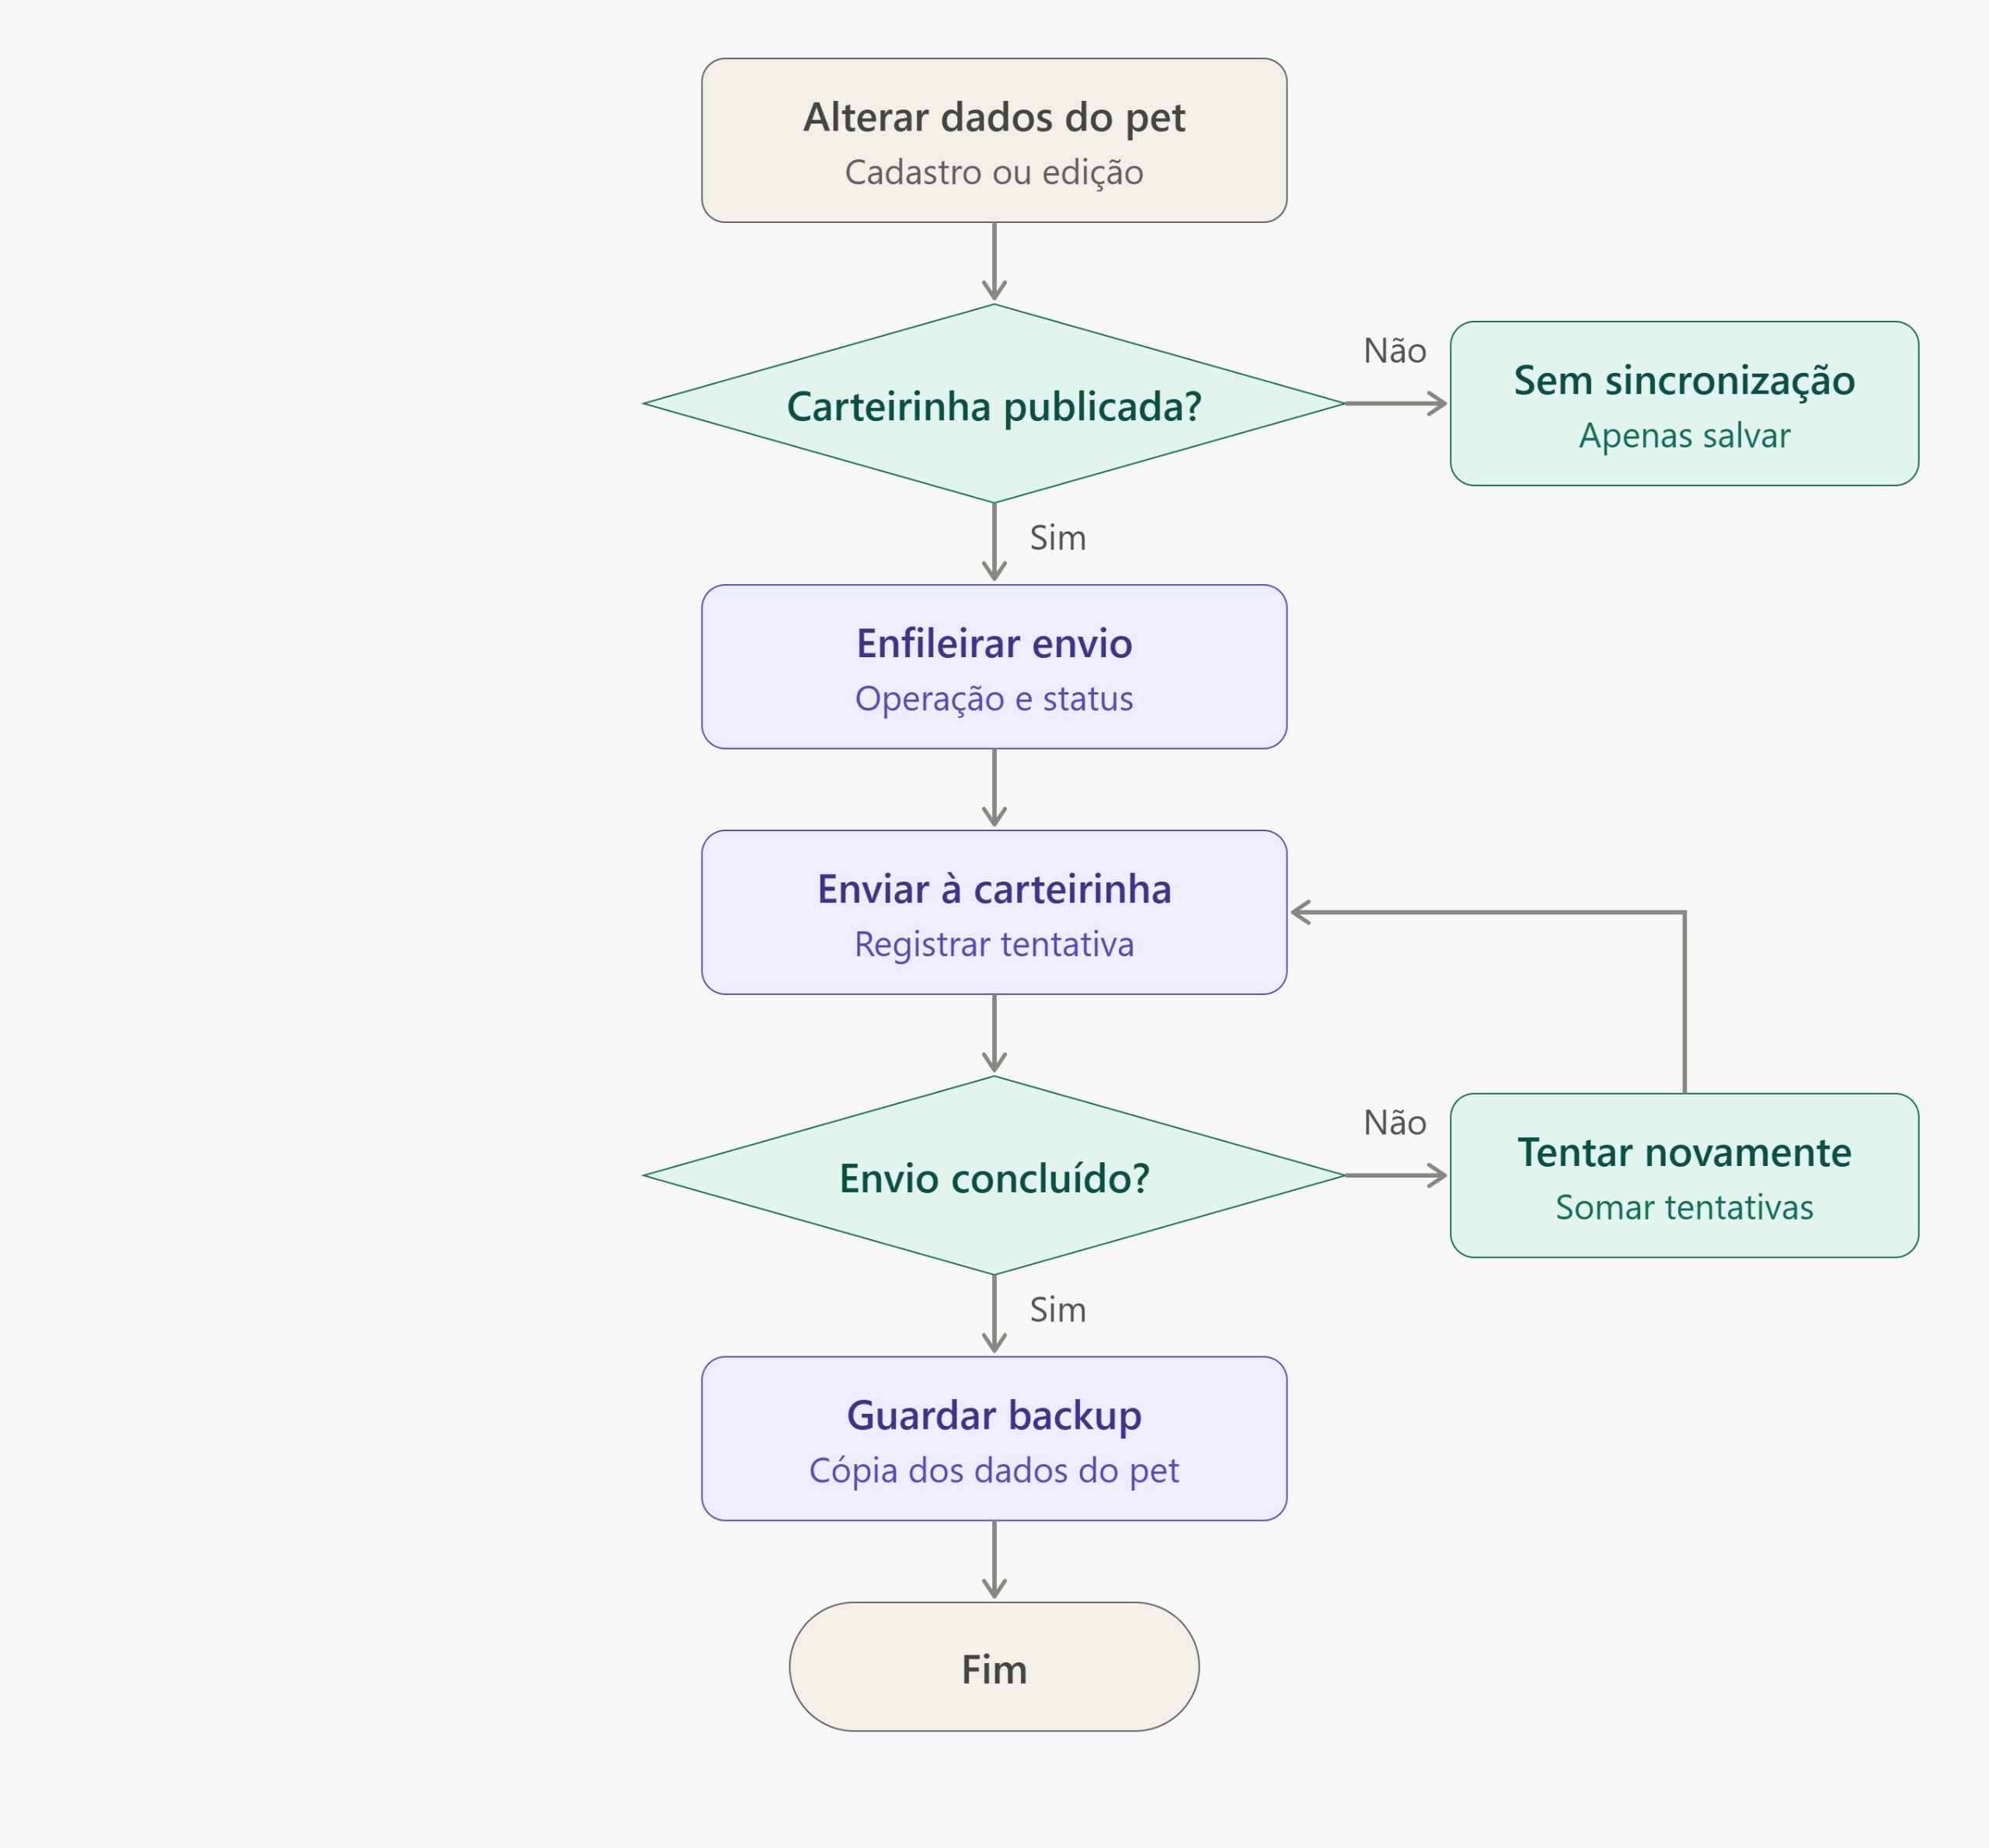 Alterar dados do pet
Cadastro ou edição
Carteirinha publicada?
Não
Sem sincronização
Apenas salvar
Sim
Enfileirar envio
Operação e status
Enviar à carteirinha
Registrar tentativa
Envio concluído?
Não
Tentar novamente
Somar tentativas
Sim
Guardar backup
Cópia dos dados do pet
Fim